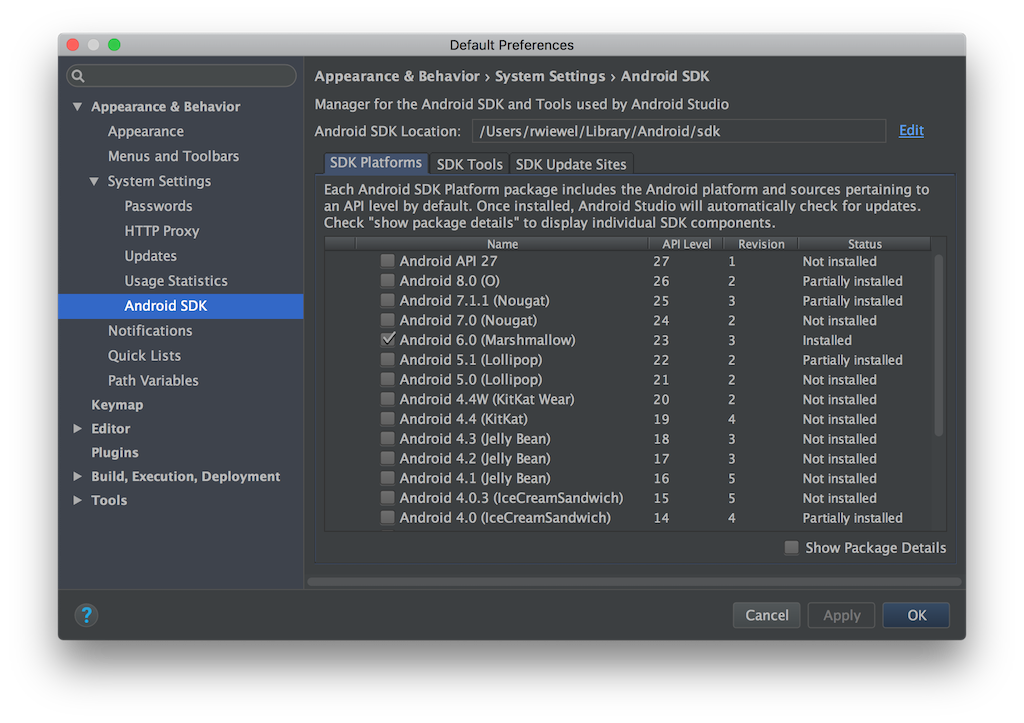 Default Preferences
Appearance & Behavior
Appearance
Menus and Toolbars
System Settings
Passwords
HTTP Proxy
Updates
Usage Statistics
Android SDK
Notifications
Quick Lists
Path Variables
Keymap
Editor
Plugins
Build, Execution, Deployment
Tools
Appearance & Behavior › System Settings › Android SDK
Manager for the Android SDK and Tools used by Android Studio
Android SDK Location: /Users/rwiewel/Library/Android/sdk Edit
SDK Platforms SDK Tools SDK Update Sites
Each Android SDK Platform package includes the Android platform and sources pertaining to
an API level by default. Once installed, Android Studio will automatically check for updates.
Check "show package details" to display individual SDK components.
Name API Level Revision Status
Android API 27 27 1 Not installed
Android 8.0 (O) 26 2 Partially installed
Android 7.1.1 (Nougat) 25 3 Partially installed
Android 7.0 (Nougat) 24 2 Not installed
Android 6.0 (Marshmallow) 23 3 Installed
Android 5.1 (Lollipop) 22 2 Partially installed
Android 5.0 (Lollipop) 21 2 Not installed
Android 4.4W (KitKat Wear) 20 2 Not installed
Android 4.4 (KitKat) 19 4 Not installed
Android 4.3 (Jelly Bean) 18 3 Not installed
Android 4.2 (Jelly Bean) 17 3 Not installed
Android 4.1 (Jelly Bean) 16 5 Not installed
Android 4.0.3 (IceCreamSandwich) 15 5 Not installed
Android 4.0 (IceCreamSandwich) 14 4 Partially installed
Show Package Details
? Cancel Apply OK